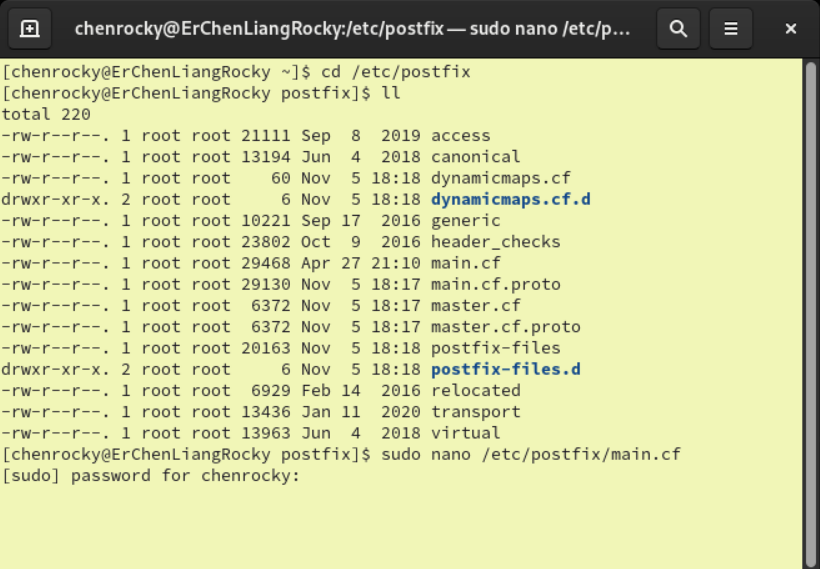 chenrocky@ErChenLiangRocky:/etc/postfix — sudo nano /etc/p...
[chenrocky@ErChenLiangRocky ~]$ cd /etc/postfix
[chenrocky@ErChenLiangRocky postfix]$ ll
total 220
-rw-r--r--. 1 root root 21111 Sep  8  2019 access
-rw-r--r--. 1 root root 13194 Jun  4  2018 canonical
-rw-r--r--. 1 root root    60 Nov  5 18:18 dynamicmaps.cf
drwxr-xr-x. 2 root root     6 Nov  5 18:18 dynamicmaps.cf.d
-rw-r--r--. 1 root root 10221 Sep 17  2016 generic
-rw-r--r--. 1 root root 23802 Oct  9  2016 header_checks
-rw-r--r--. 1 root root 29468 Apr 27 21:10 main.cf
-rw-r--r--. 1 root root 29130 Nov  5 18:17 main.cf.proto
-rw-r--r--. 1 root root  6372 Nov  5 18:17 master.cf
-rw-r--r--. 1 root root  6372 Nov  5 18:17 master.cf.proto
-rw-r--r--. 1 root root 20163 Nov  5 18:18 postfix-files
drwxr-xr-x. 2 root root     6 Nov  5 18:18 postfix-files.d
-rw-r--r--. 1 root root  6929 Feb 14  2016 relocated
-rw-r--r--. 1 root root 13436 Jan 11  2020 transport
-rw-r--r--. 1 root root 13963 Jun  4  2018 virtual
[chenrocky@ErChenLiangRocky postfix]$ sudo nano /etc/postfix/main.cf
[sudo] password for chenrocky: